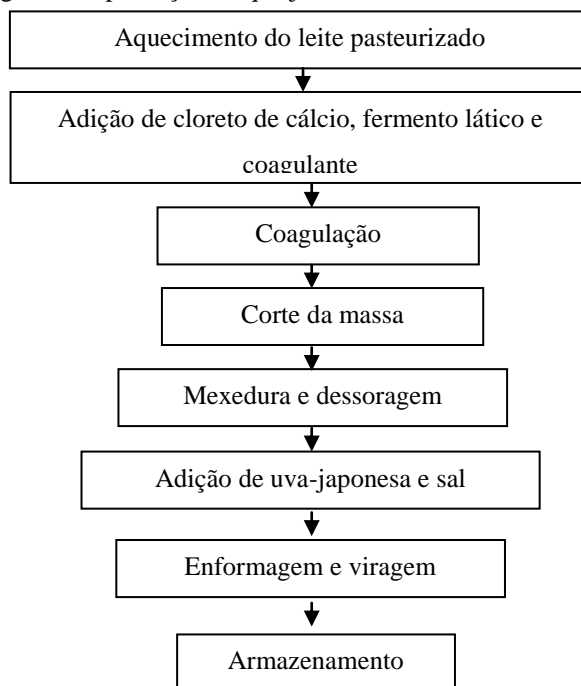 Aquecimento do leite pasteurizado
Adição de cloreto de cálcio, fermento lático e
coagulante
Coagulação
Corte da massa
Mexedura e dessoragem
Adição de uva-japonesa e sal
Enformagem e viragem
Armazenamento